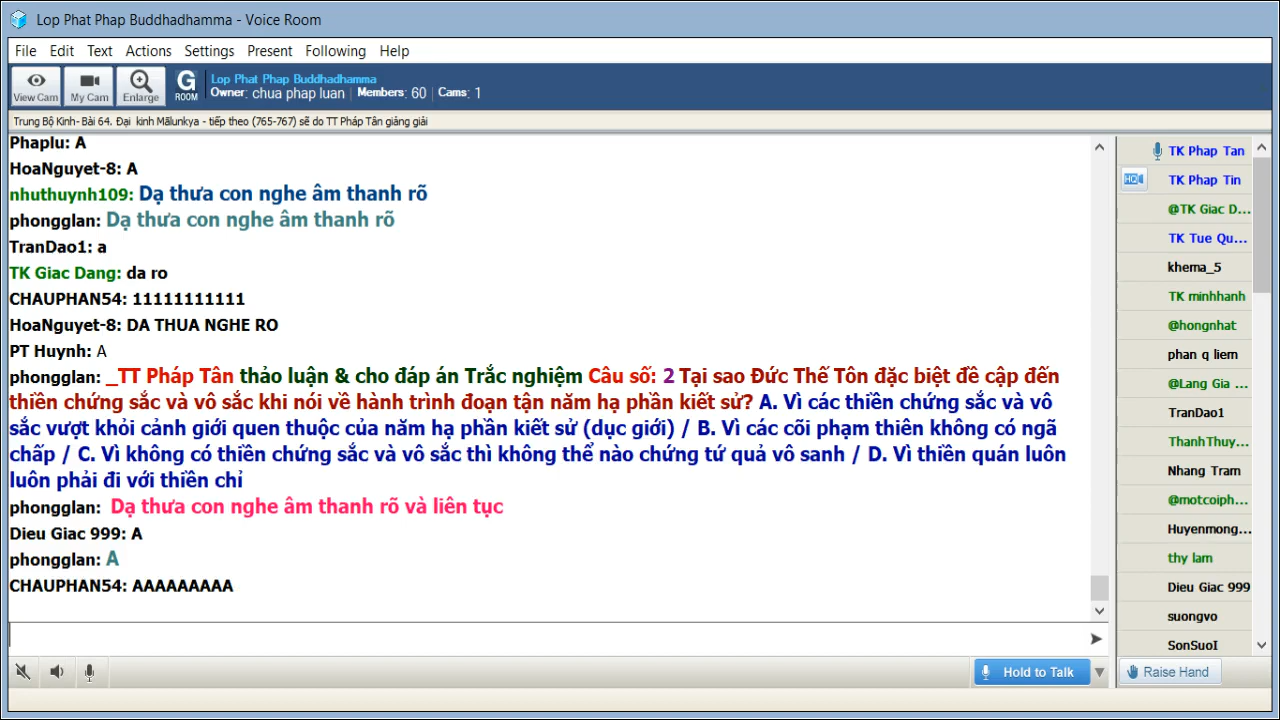 Lop Phat Phap Buddhadhamma - Voice Room
File Edit Text Actions Settings Present Following Help
View Cam My Cam Enlarge G ROOM
Lop Phat Phap Buddhadhamma
Owner: chua phap luan | Members: 60 | Cams: 1
Trung Bộ Kinh- Bài 64. Đại kinh Mālunkya - tiếp theo (765-767) sẽ do TT Pháp Tân giảng giải
Phaplu: A
HoaNguyet-8: A
nhuthuynh109: Dạ thưa con nghe âm thanh rõ
phongglan: Dạ thưa con nghe âm thanh rõ
TranDao1: a
TK Giac Dang: da ro
CHAUPHAN54: 11111111111
HoaNguyet-8: DA THUA NGHE RO
PT Huynh: A
phongglan: _TT Pháp Tân thảo luận & cho đáp án Trắc nghiệm Câu số: 2 Tại sao Đức Thế Tôn đặc biệt đề cập đến
thiền chứng sắc và vô sắc khi nói về hành trình đoạn tận năm hạ phần kiết sử? A. Vì các thiền chứng sắc và vô
sắc vượt khỏi cảnh giới quen thuộc của năm hạ phần kiết sử (dục giới) / B. Vì các cõi phạm thiên không có ngã
chấp / C. Vì không có thiền chứng sắc và vô sắc thì không thể nào chứng tứ quả vô sanh / D. Vì thiền quán luôn
luôn phải đi với thiền chỉ
phongglan: Dạ thưa con nghe âm thanh rõ và liên tục
Dieu Giac 999: A
phongglan: A
CHAUPHAN54: AAAAAAAAA
TK Phap Tan
HD TK Phap Tin
@TK Giac D...
TK Tue Qu...
khema_5
TK minhhanh
@hongnhat
phan q liem
@Lang Gia ...
TranDao1
ThanhThuy...
Nhang Tram
@motcoiph...
Huyenmong...
thy lam
Dieu Giac 999
suongvo
SonSuoI
Hold to Talk
Raise Hand